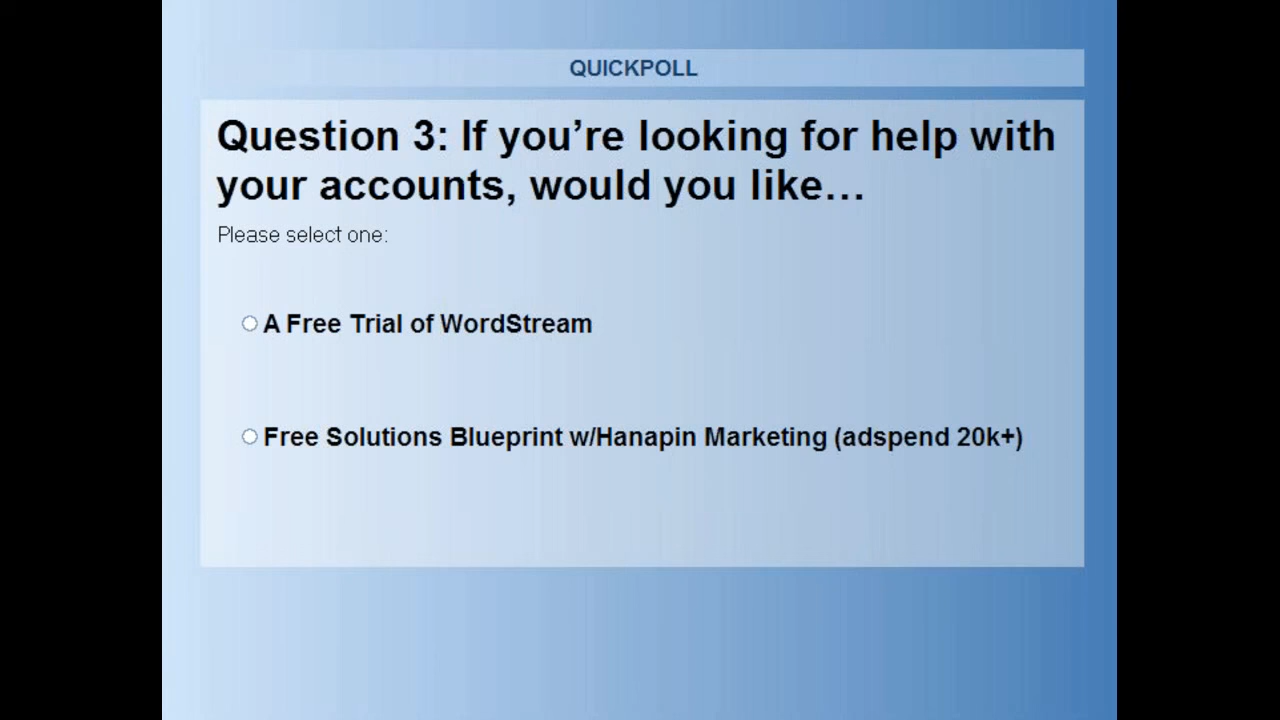 QUICKPOLL
Question 3: If you’re looking for help with
your accounts, would you like…
Please select one:
A Free Trial of WordStream
Free Solutions Blueprint w/Hanapin Marketing (adspend 20k+)